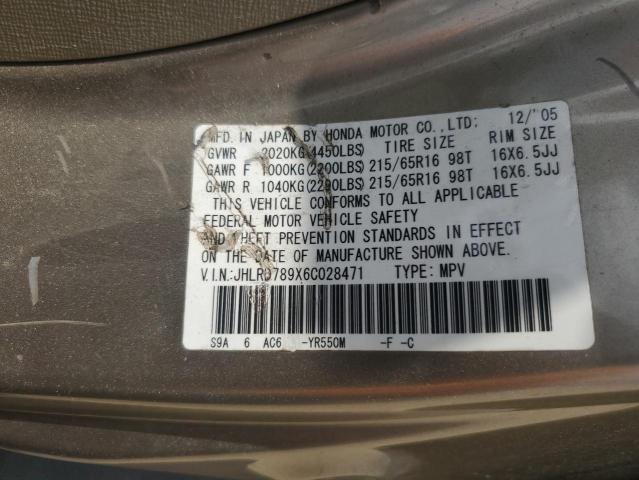 MFD. IN JAPAN BY HONDA MOTOR CO.,LTD: 12/'05
GVWR 2020KG(4450LBS) TIRE SIZE RIM SIZE
GAWR F 1000KG(2200LBS) 215/65R16 98T 16X6.5JJ
GAWR R 1040KG(2290LBS) 215/65R16 98T 16X6.5JJ
THIS VEHICLE CONFORMS TO ALL APPLICABLE
FEDERAL MOTOR VEHICLE SAFETY
AND THEFT PREVENTION STANDARDS IN EFFECT
ON THE DATE OF MANUFACTURE SHOWN ABOVE.
V.I.N:JHLRD789X6C028471 TYPE: MPV
S9A 6 AC6 -YR550M -F -C